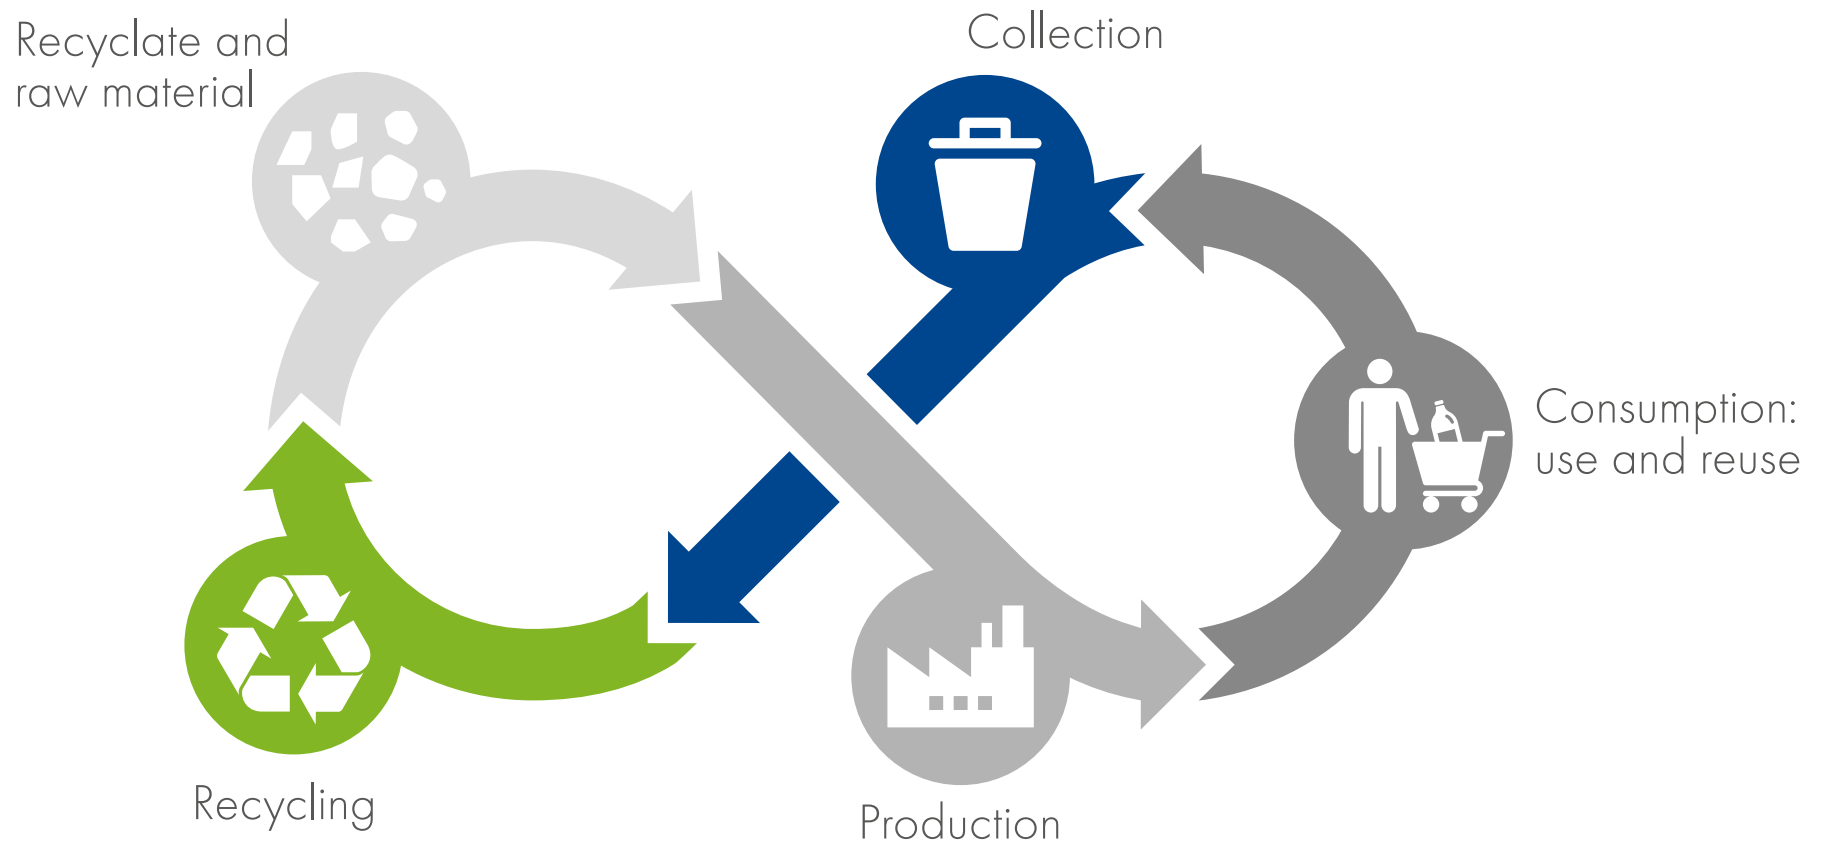 Recyclate and
raw material
Collection
Consumption:
use and reuse
Recycling
Production